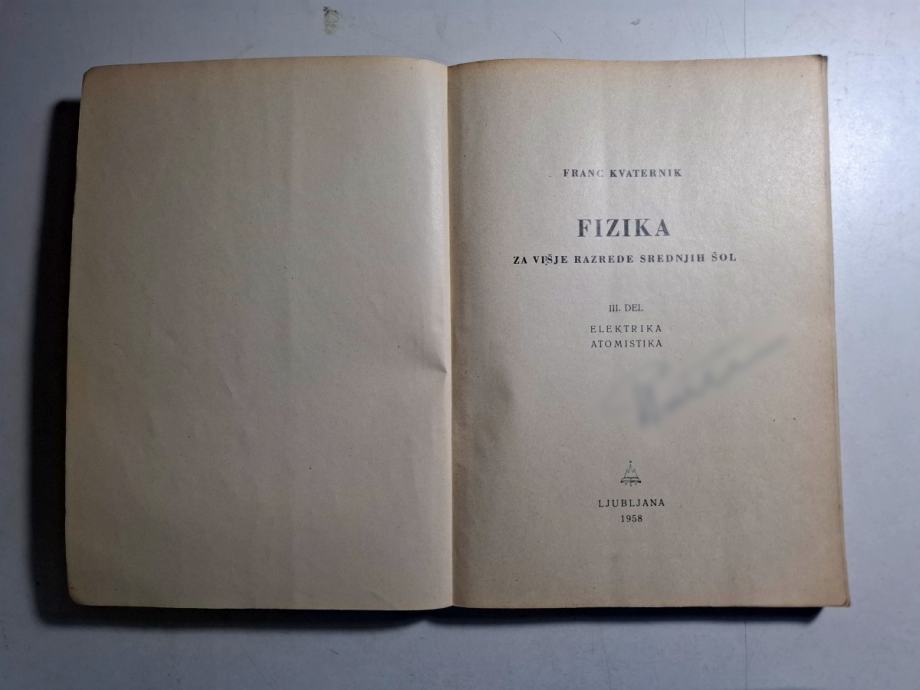 FRANC KVATERNIK
FIZIKA
ZA VIŠJE RAZREDE SREDNJIH ŠOL
III. DEL
ELEKTRIKA
ATOMISTIKA
LJUBLJANA
1958